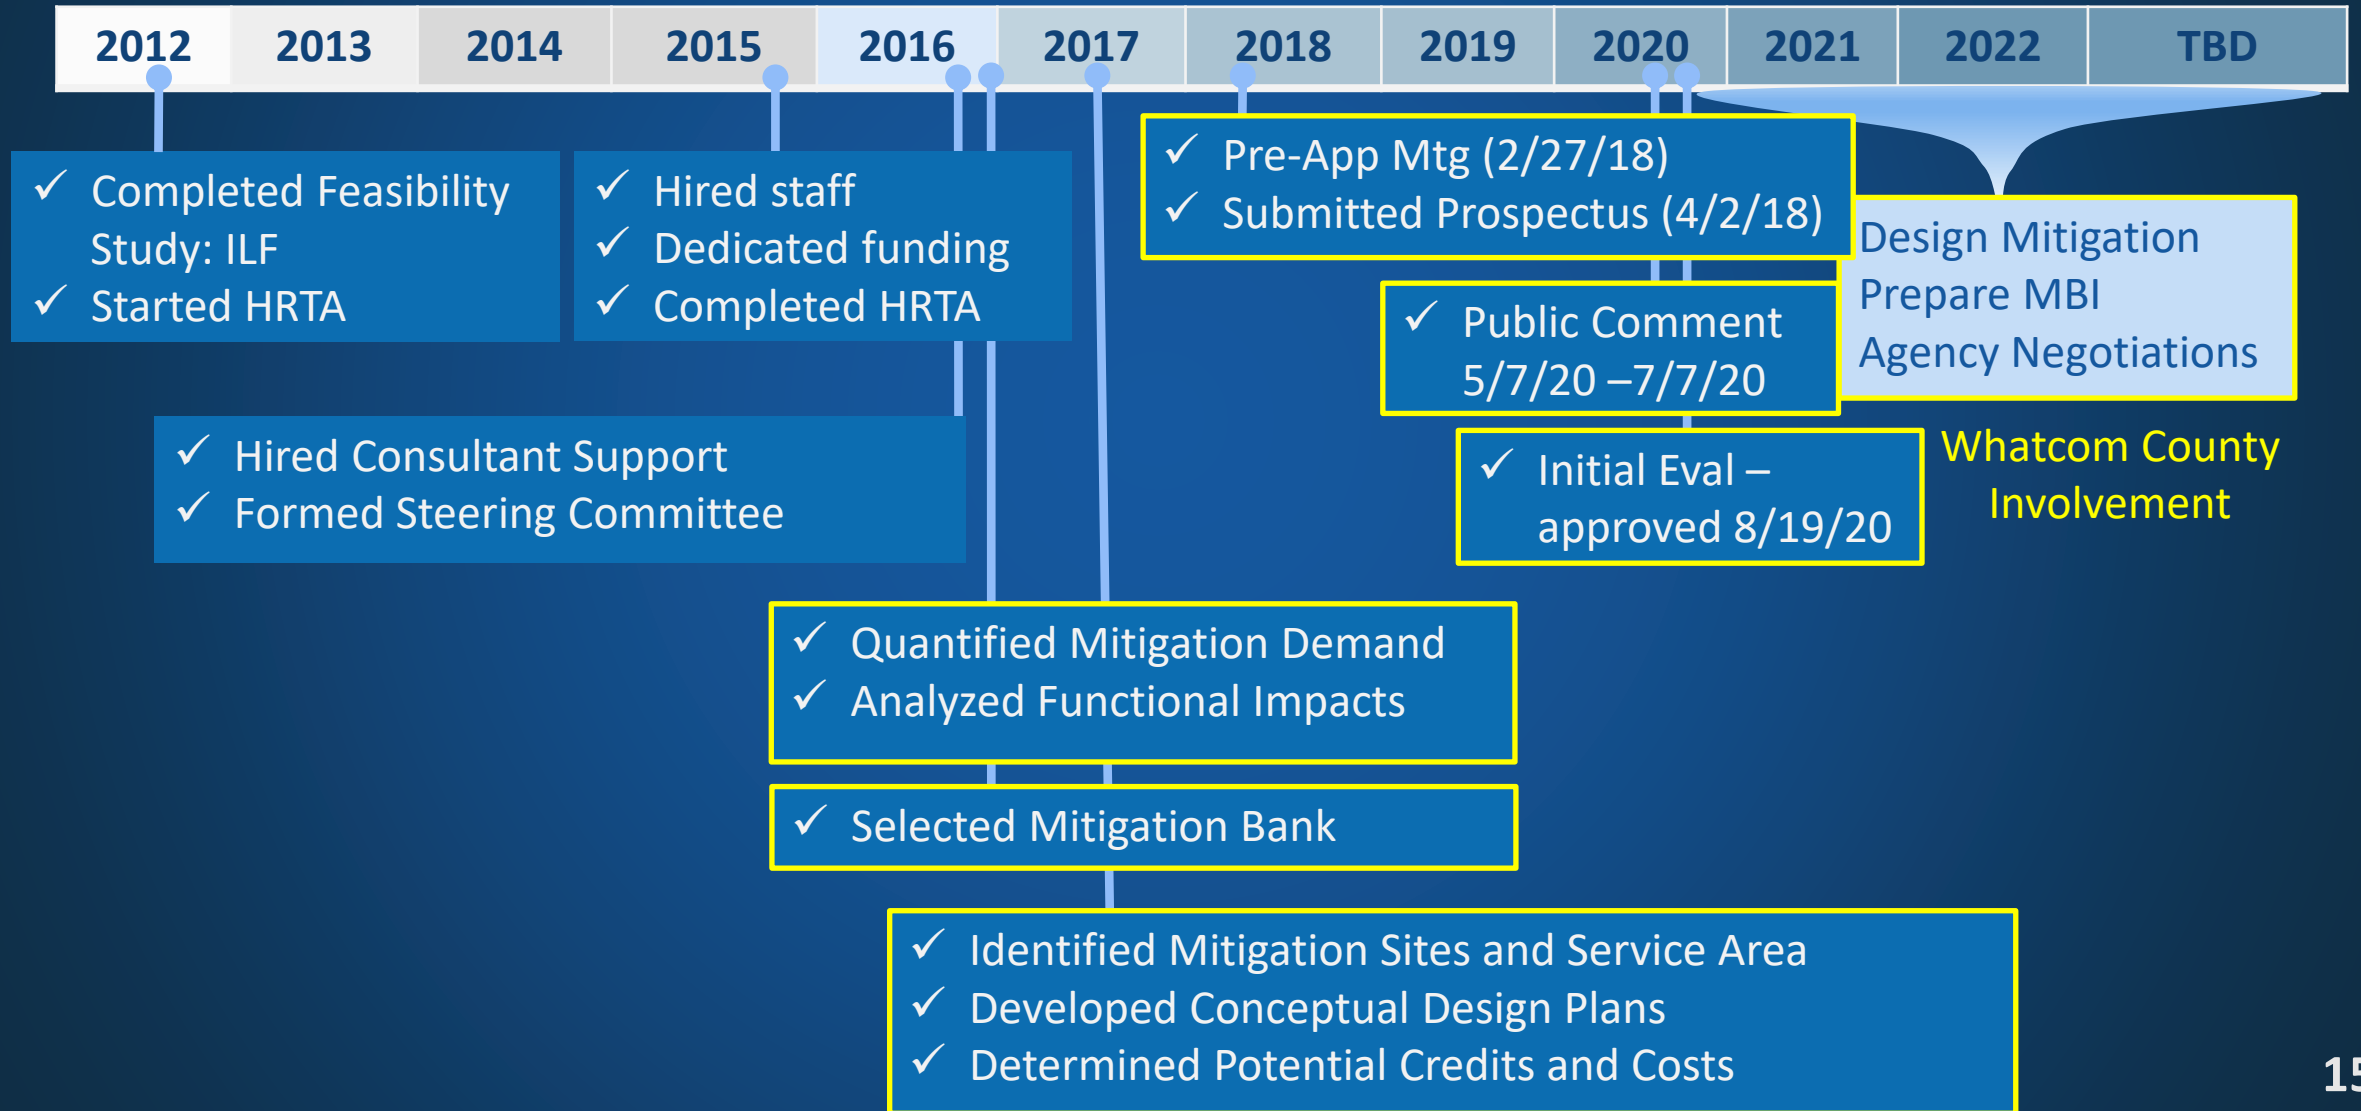 2012 2013 2014 2015 2016 2017 2018 2019 2020 2021 2022 TBD
✓ Completed Feasibility
Study: ILF
✓ Started HRTA
✓ Hired staff
✓ Dedicated funding
✓ Completed HRTA
✓ Pre-App Mtg (2/27/18)
✓ Submitted Prospectus (4/2/18)
Design Mitigation
Prepare MBI
Agency Negotiations
✓ Public Comment
5/7/20 –7/7/20
✓ Hired Consultant Support
✓ Formed Steering Committee
✓ Initial Eval –
approved 8/19/20
Whatcom County
Involvement
✓ Quantified Mitigation Demand
✓ Analyzed Functional Impacts
✓ Selected Mitigation Bank
✓ Identified Mitigation Sites and Service Area
✓ Developed Conceptual Design Plans
✓ Determined Potential Credits and Costs
15